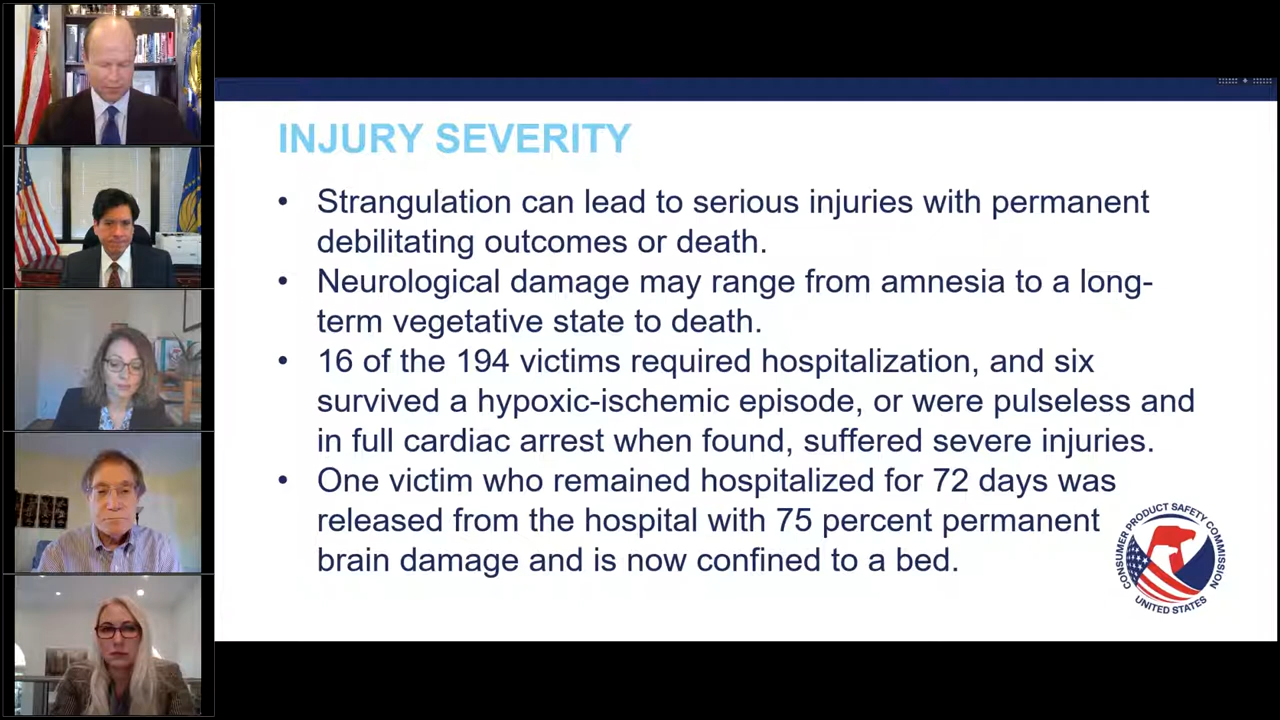 INJURY SEVERITY
• Strangulation can lead to serious injuries with permanent
debilitating outcomes or death.
• Neurological damage may range from amnesia to a long-
term vegetative state to death.
• 16 of the 194 victims required hospitalization, and six
survived a hypoxic-ischemic episode, or were pulseless and
in full cardiac arrest when found, suffered severe injuries.
• One victim who remained hospitalized for 72 days was
released from the hospital with 75 percent permanent
brain damage and is now confined to a bed.
CONSUMER PRODUCT SAFETY COMMISSION
UNITED STATES